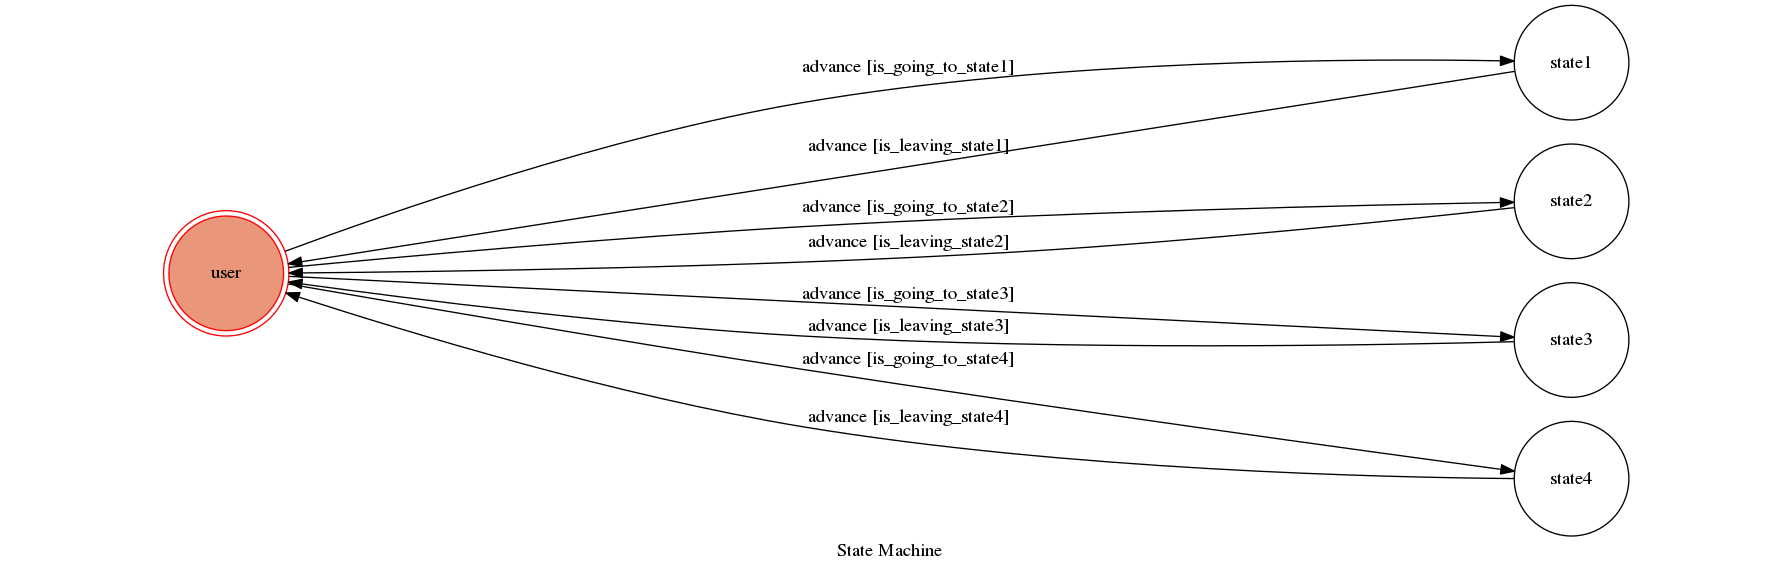 advance [is_going_to_state1]
state1
advance [is_leaving_state1]
advance [is_going_to_state2]
state2
advance [is_leaving_state2]
user
advance [is_going_to_state3]
advance [is_leaving_state3]
state3
advance [is_going_to_state4]
advance [is_leaving_state4]
state4
State Machine